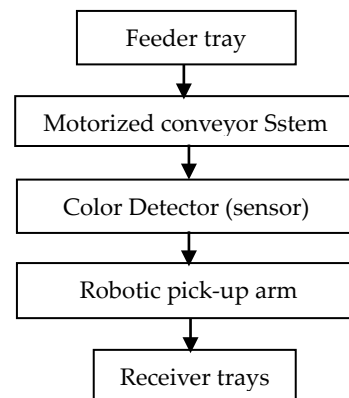 Feeder tray
Motorized conveyor Sstem
Color Detector (sensor)
Robotic pick-up arm
Receiver trays